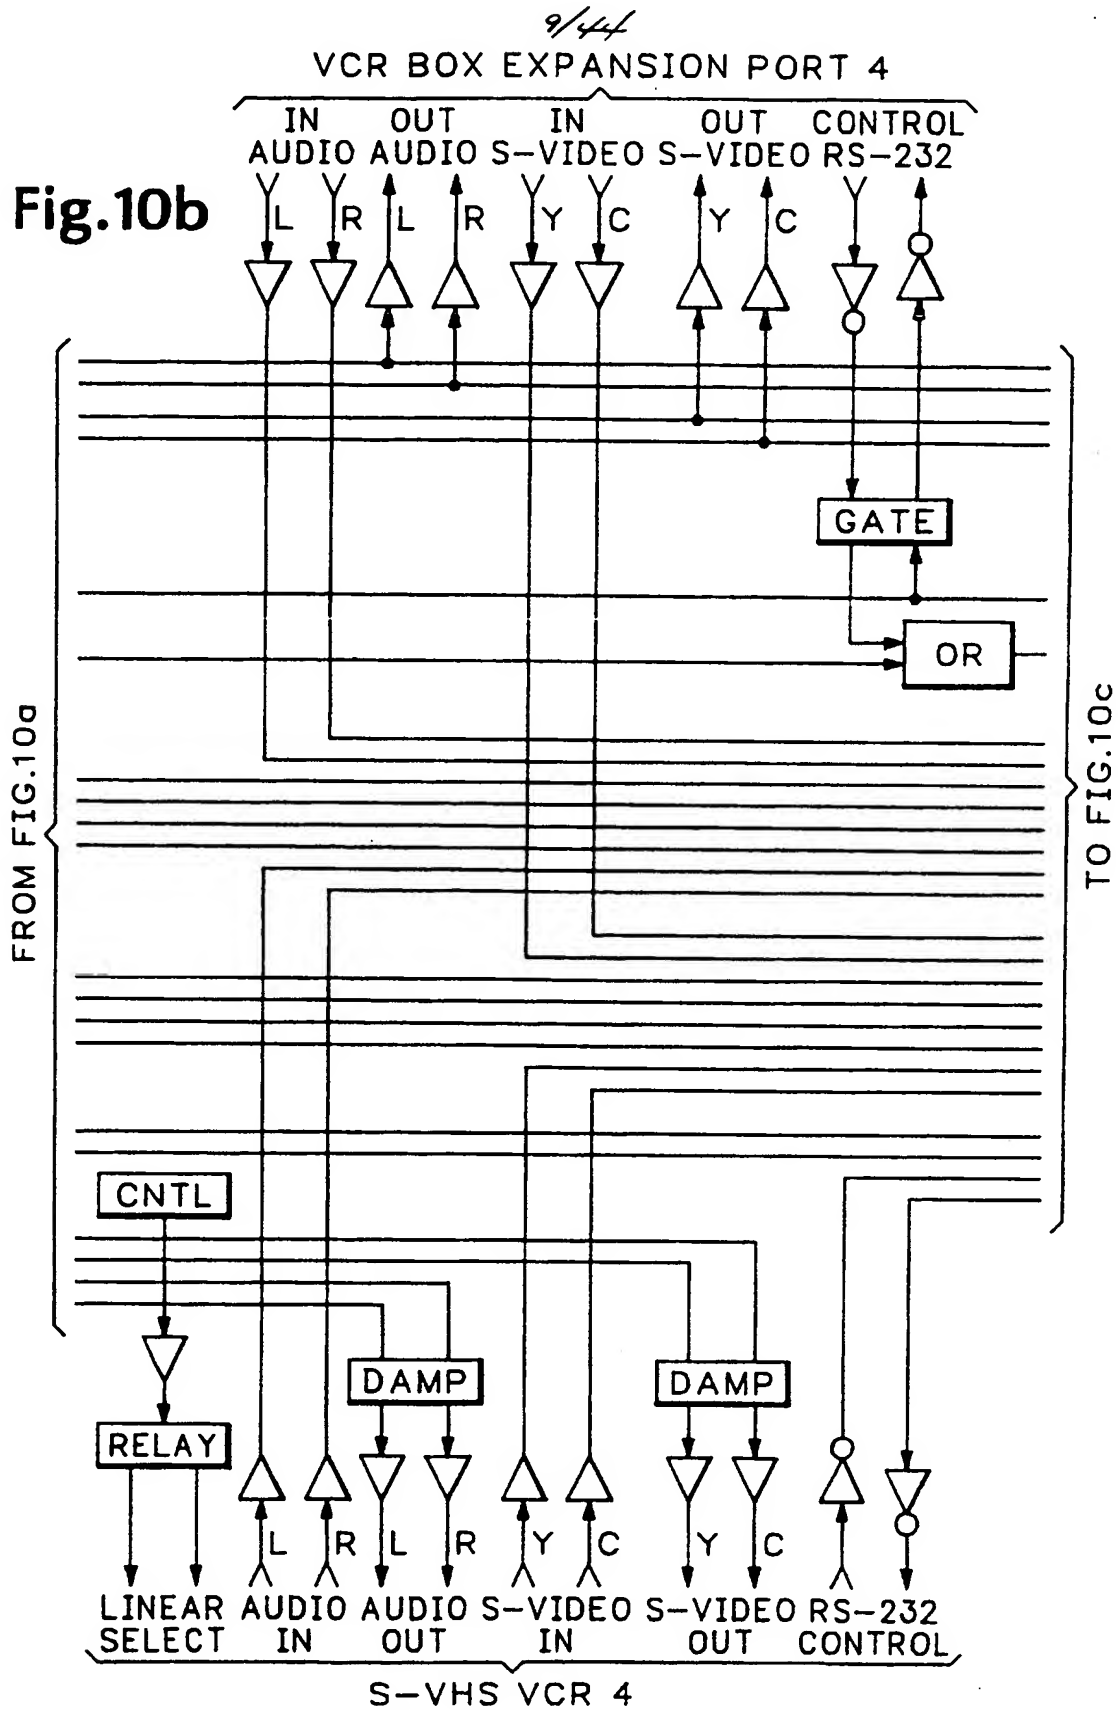 9/44
VCR BOX EXPANSION PORT 4
IN OUT IN OUT CONTROL
AUDIO AUDIO S-VIDEO S-VIDEO RS-232
Fig.10b
L R L R Y C Y C
GATE
OR
FROM FIG.10a
TO FIG.10c
CNTL
DAMP DAMP
RELAY
L R L R Y C Y C
LINEAR AUDIO AUDIO S-VIDEO S-VIDEO RS-232
SELECT IN OUT IN OUT CONTROL
S-VHS VCR 4